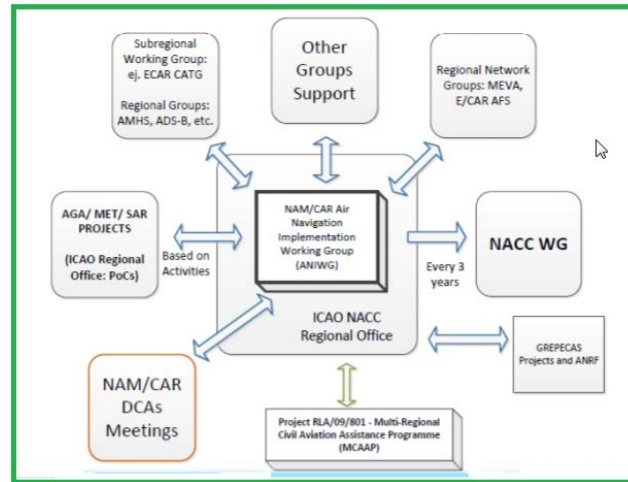 Subregional
Working Group:
ej. ECAR CATG
Regional Groups:
AMHS, ADS-B, etc.
Other
Groups
Support
Regional Network
Groups: MEVA,
E/CAR AFS
AGA/ MET/ SAR
PROJECTS
(ICAO Regional
Office: PoCs)
Based on
Activities
NAM/CAR Air
Navigation
Implementation
Working Group
(ANIWG)
Every 3
years
NACC WG
ICAO NACC
Regional Office
GREPECAS
Projects and ANRF
NAM/CAR
DCAs
Meetings
Project RLA/09/801 - Multi-Regional
Civil Aviation Assistance Programme
(MCAAP)